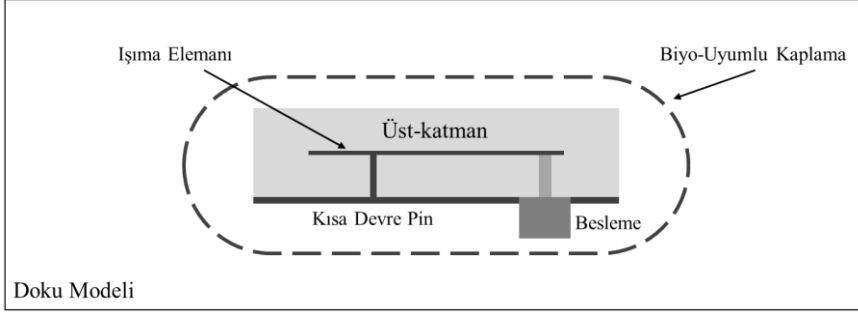 Işıma Elemanı
Biyo-Uyumlu Kaplama
Üst-katman
Kısa Devre Pin
Besleme
Doku Modeli